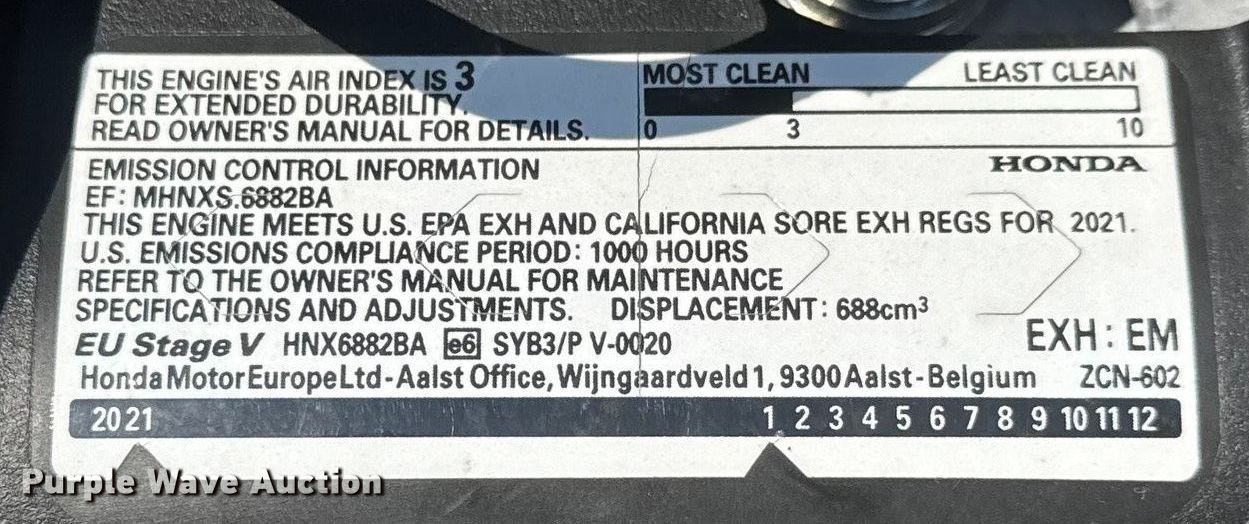 THIS ENGINE'S AIR INDEX IS 3
FOR EXTENDED DURABILITY.
READ OWNER'S MANUAL FOR DETAILS.
MOST CLEAN LEAST CLEAN
0 3 10
EMISSION CONTROL INFORMATION
HONDA
EF: MHNXS.6882BA
THIS ENGINE MEETS U.S. EPA EXH AND CALIFORNIA SORE EXH REGS FOR 2021.
U.S. EMISSIONS COMPLIANCE PERIOD: 1000 HOURS
REFER TO THE OWNER'S MANUAL FOR MAINTENANCE
SPECIFICATIONS AND ADJUSTMENTS. DISPLACEMENT: 688cm³
EU Stage V HNX6882BA e6 SYB3/P V-0020
EXH: EM
Honda Motor Europe Ltd-Aalst Office, Wijngaardveld 1, 9300 Aalst-Belgium ZCN-602
2021 1 2 3 4 5 6 7 8 9 10 11 12
Purple Wave Auction